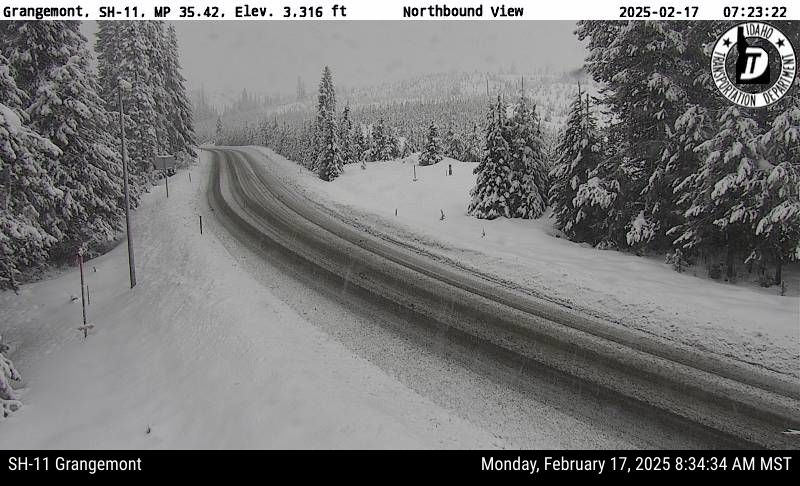 Grangemont, SH-11, MP 35.42, Elev. 3,316 ft Northbound View 2025-02-17 07:23:22
IDAHO
TRANSPORTATION DEPARTMENT
SH-11 Grangemont Monday, February 17, 2025 8:34:34 AM MST